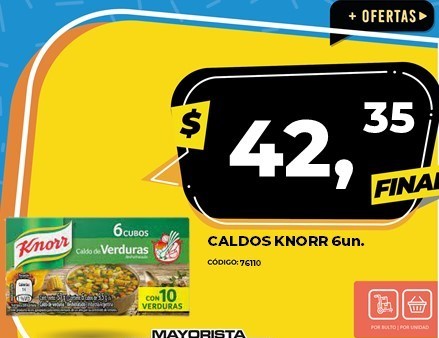 + OFERTAS
$ 42,35
FINAL
CALDOS KNORR 6un.
CÓDIGO: 76110
Knorr
6 CUBOS
Caldo de Verduras
deshidratado
CON 10
VERDURAS
POR BULTO | POR UNIDAD
MAYORISTA